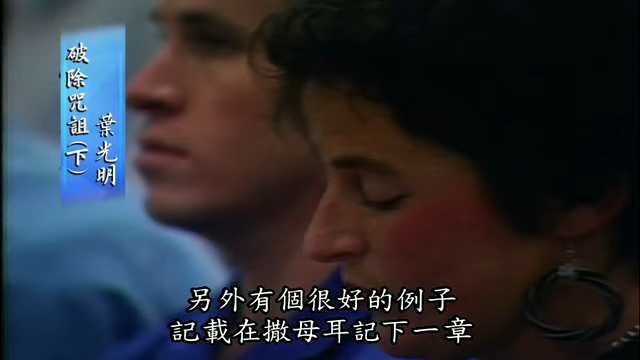 破除咒詛(下)
葉光明
另外有個很好的例子
記載在撒母耳記下一章